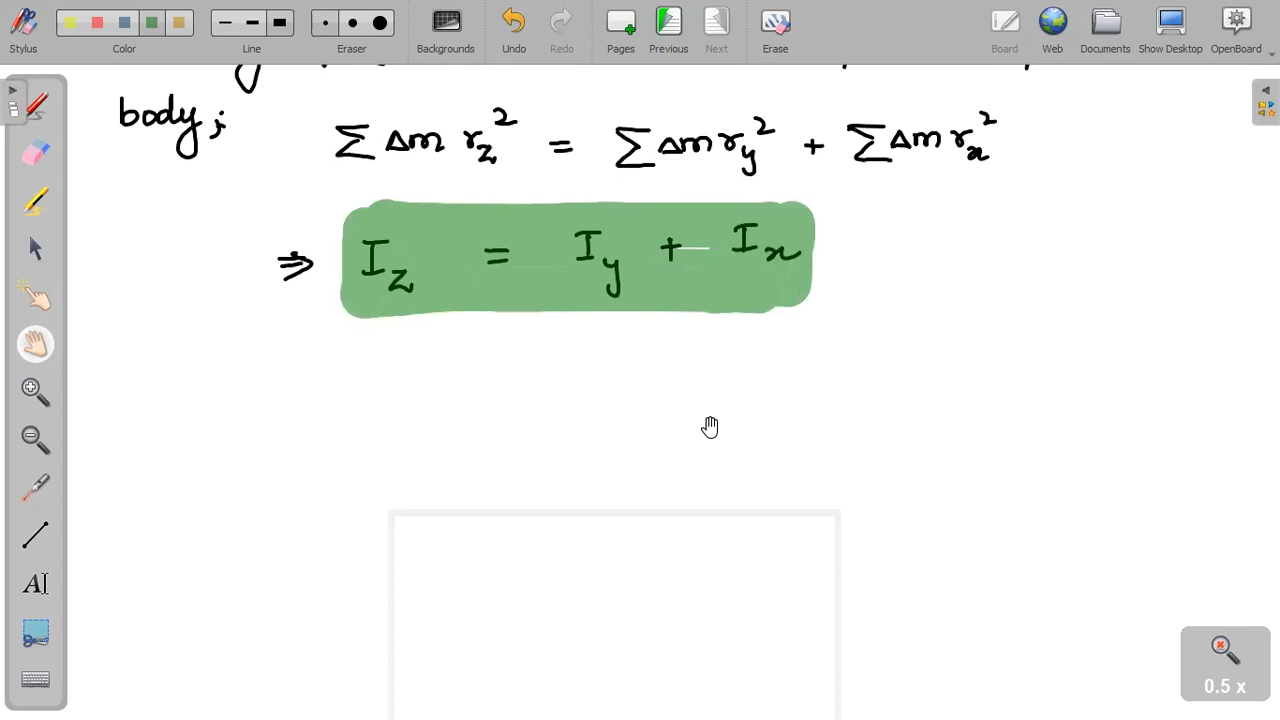 Stylus Color Line Eraser Backgrounds Undo Redo Pages Previous Next Erase Board Web Documents Show Desktop OpenBoard
body;
∑ Δm r_z² = ∑ Δm r_y² + ∑ Δm r_x²
⇒ I_z = I_y + I_x
AI
0.5 x